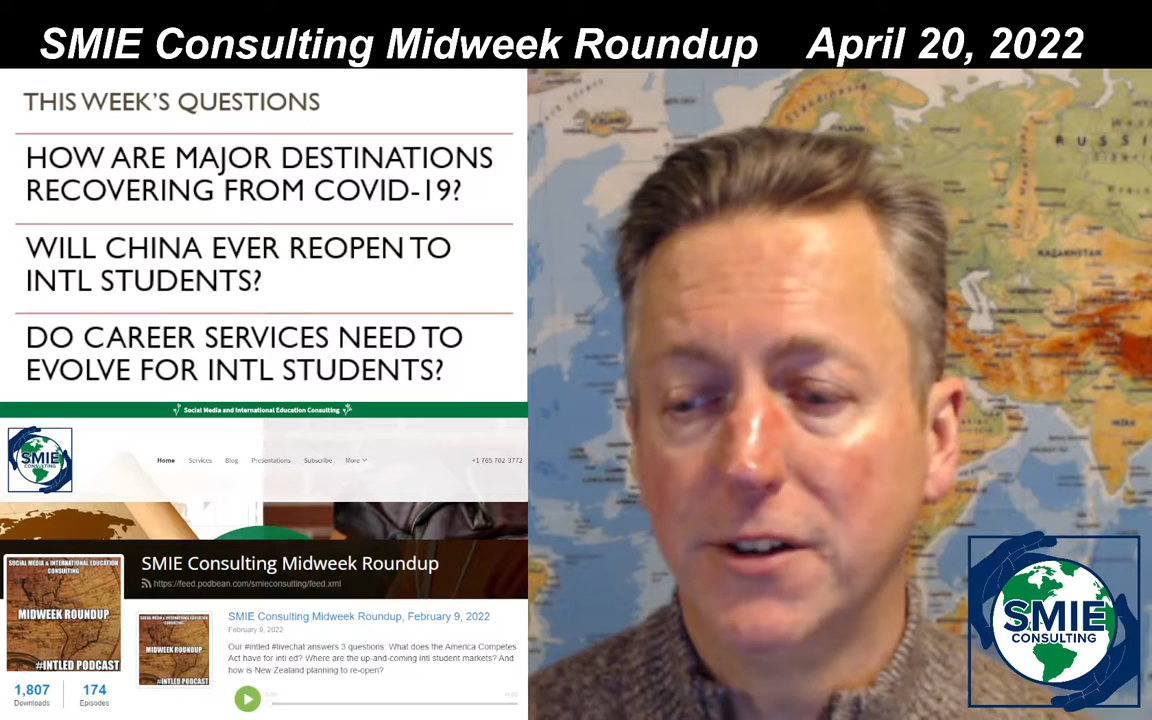 SMIE Consulting Midweek Roundup April 20, 2022
THIS WEEK'S QUESTIONS
HOW ARE MAJOR DESTINATIONS
RECOVERING FROM COVID-19?
WILL CHINA EVER REOPEN TO
INTL STUDENTS?
DO CAREER SERVICES NEED TO
EVOLVE FOR INTL STUDENTS?
Social Media and International Education Consulting
SMIE
CONSULTING
Home Services Blog Presentations Subscribe More
+1 765 702 3772
SOCIAL MEDIA & INTERNATIONAL EDUCATION
CONSULTING
MIDWEEK ROUNDUP
#INTLED PODCAST
1,807 174
Downloads Episodes
SMIE Consulting Midweek Roundup
https://feed.podbean.com/smieconsulting/feed.xml
MIDWEEK ROUNDUP
#INTLED PODCAST
SMIE Consulting Midweek Roundup, February 9, 2022
February 9, 2022
Our #intled #livechat answers 3 questions: What does the America Competes
Act have for intl ed? Where are the up-and-coming intl student markets? And
how is New Zealand planning to re-open?
RUSSI
KAZAKHSTAN
SMIE
CONSULTING